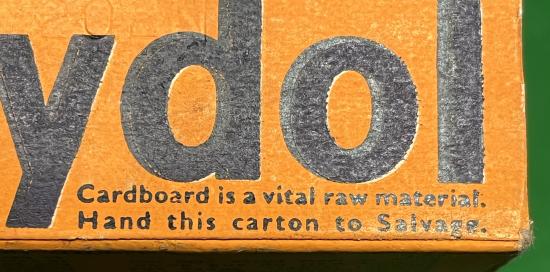 ydol
Cardboard is a vital raw material.
Hand this carton to Salvage.